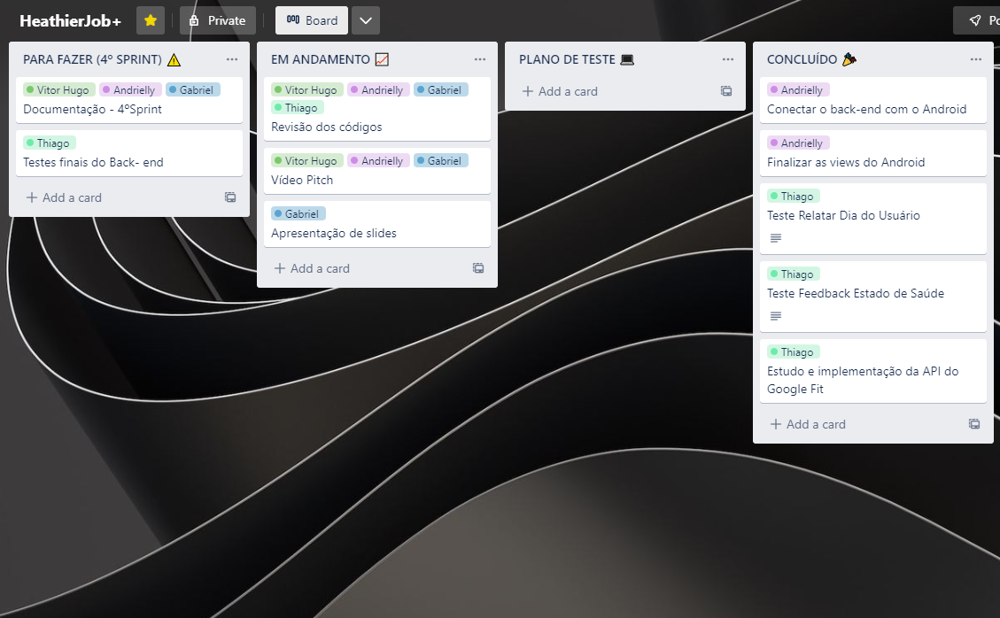 HeathierJob+
Private
Board
Po
PARA FAZER (4º SPRINT) ⚠️
Vitor Hugo Andrielly Gabriel
Documentação - 4ºSprint
Thiago
Testes finais do Back- end
+ Add a card
EM ANDAMENTO 📈
Vitor Hugo Andrielly Gabriel
Thiago
Revisão dos códigos
Vitor Hugo Andrielly Gabriel
Vídeo Pitch
Gabriel
Apresentação de slides
+ Add a card
PLANO DE TESTE 💻
+ Add a card
CONCLUÍDO 🎉
Andrielly
Conectar o back-end com o Android
Andrielly
Finalizar as views do Android
Thiago
Teste Relatar Dia do Usuário
Thiago
Teste Feedback Estado de Saúde
Thiago
Estudo e implementação da API do
Google Fit
+ Add a card